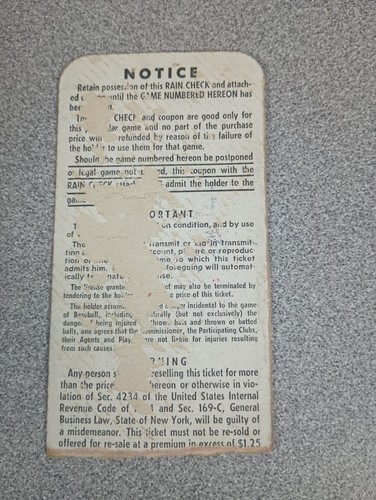 NOTICE
Retain possession of this RAIN CHECK and attach-
ed until the GAME NUMBERED HEREON has
CHECK and coupon are good only for
this game and no part of the purchase
price refunded by reason of failure of
the holder to use them for that game.
Should the game numbered hereon be postponed
or legal game not this coupon with the
RAIN CHECK admit the holder to the
game
IMPORTANT
on condition, and by use
of
The transmit or aid in transmit-
ting account, picture or reproduc-
tion of the to which this ticket
admits him. foregoing will automat-
ically
The license granted may also be terminated by
tendering to the holder price of this ticket.
The holder assumes danger incidental to the game
of Baseball, including (but not exclusively) the
danger of being injured by thrown bats and thrown or batted
balls, and agrees that the Commissioner, the Participating Clubs,
their Agents and Players are not liable for injuries resulting
from such causes.
WARNING
Any person reselling this ticket for more
than the price hereon or otherwise in vio-
lation of Sec. 4234 of the United States Internal
Revenue Code of and Sec. 169-C, General
Business Law, State of New York, will be guilty
of a misdemeanor. This ticket must not be re-sold or
offered for re-sale at a premium in excess of $1.25